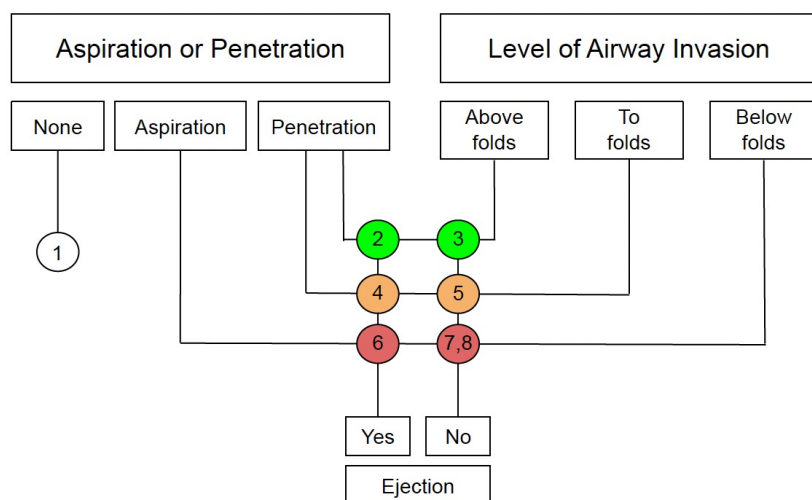 Aspiration or Penetration
Level of Airway Invasion
None
Aspiration
Penetration
Above
folds
To
folds
Below
folds
1
2
3
4
5
6
7,8
Yes
No
Ejection